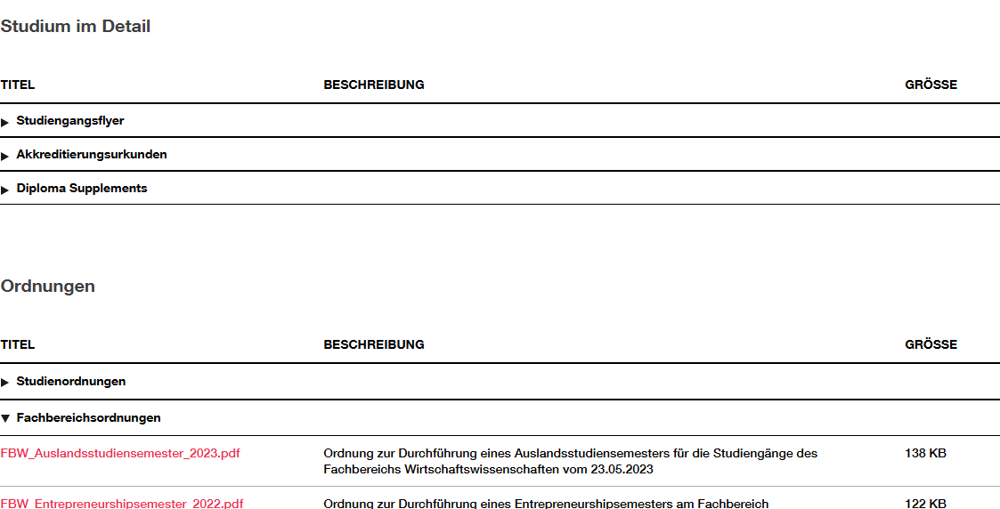 Studium im Detail
TITEL BESCHREIBUNG GRÖSSE
Studiengangsflyer
Akkreditierungsurkunden
Diploma Supplements
Ordnungen
TITEL BESCHREIBUNG GRÖSSE
Studienordnungen
Fachbereichsordnungen
FBW_Auslandsstudiensemester_2023.pdf Ordnung zur Durchführung eines Auslandsstudiensemesters für die Studiengänge des 138 KB
Fachbereichs Wirtschaftswissenschaften vom 23.05.2023
FBW_Entrepreneurshipsemester_2022.pdf Ordnung zur Durchführung eines Entrepreneurshipsemesters am Fachbereich 122 KB